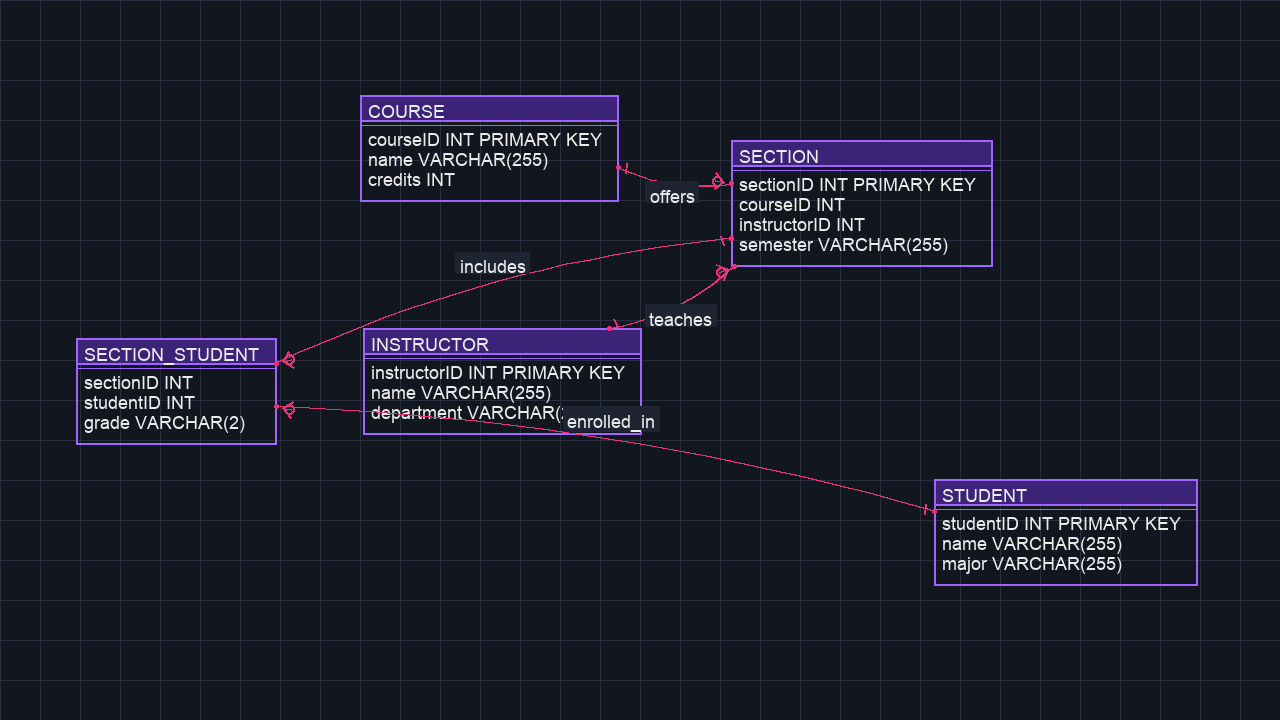 COURSE
courseID INT PRIMARY KEY
name VARCHAR(255)
credits INT
SECTION
sectionID INT PRIMARY KEY
courseID INT
instructorID INT
semester VARCHAR(255)
offers
includes
teaches
SECTION_STUDENT
sectionID INT
studentID INT
grade VARCHAR(2)
INSTRUCTOR
instructorID INT PRIMARY KEY
name VARCHAR(255)
department
enrolled_in
STUDENT
studentID INT PRIMARY KEY
name VARCHAR(255)
major VARCHAR(255)